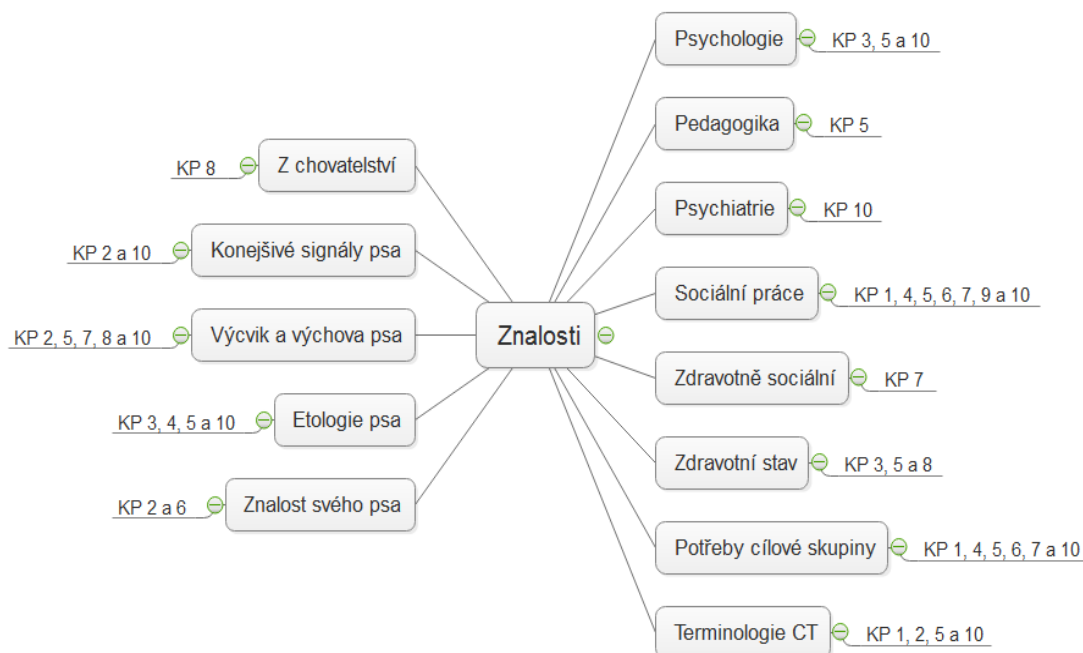 Znalosti
Psychologie
KP 3, 5 a 10
Pedagogika
KP 5
Psychiatrie
KP 10
Sociální práce
KP 1, 4, 5, 6, 7, 9 a 10
Zdravotně sociální
KP 7
Zdravotní stav
KP 3, 5 a 8
Potřeby cílové skupiny
KP 1, 4, 5, 6, 7 a 10
Terminologie CT
KP 1, 2, 5 a 10
Z chovatelství
KP 8
Konejšivé signály psa
KP 2 a 10
Výcvik a výchova psa
KP 2, 5, 7, 8 a 10
Etologie psa
KP 3, 4, 5 a 10
Znalost svého psa
KP 2 a 6